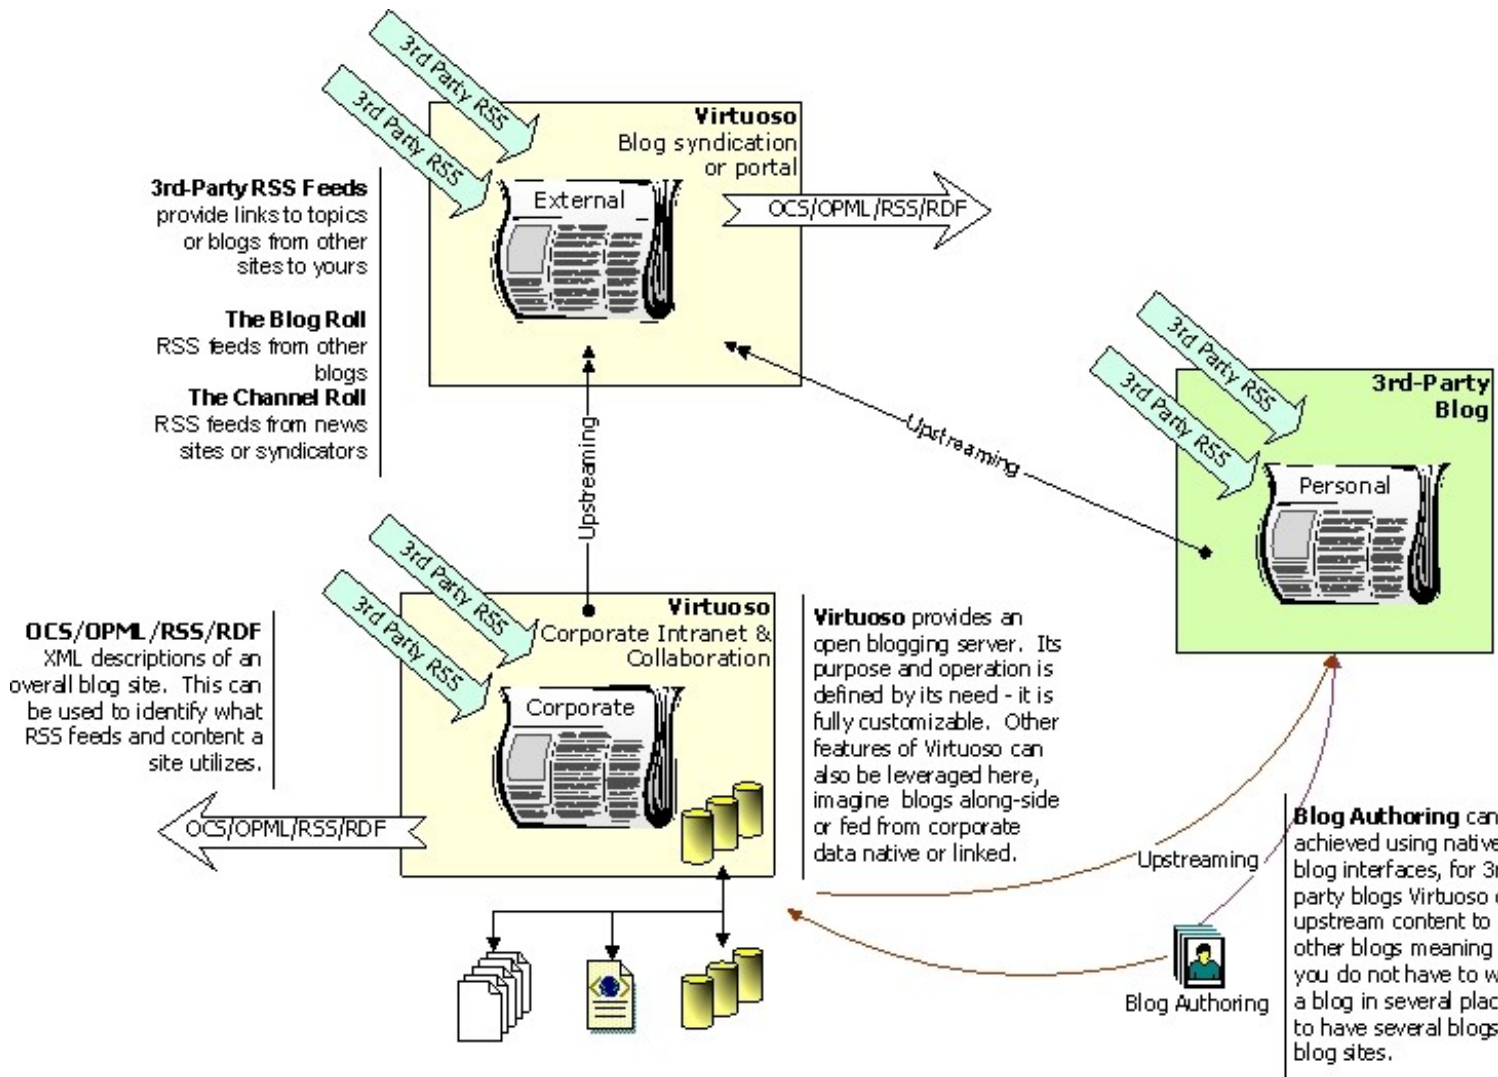 3rd Party RSS
3rd Party RSS
Virtuoso
Blog syndication
or portal
External
OCS/OPML/RSS/RDF
3rd-Party RSS Feeds
provide links to topics
or blogs from other
sites to yours
The Blog Roll
RSS feeds from other
blogs
The Channel Roll
RSS feeds from news
sites or syndicators
Upstreaming
Upstreaming
3rd Party RSS
3rd Party RSS
3rd-Party
Blog
Personal
3rd Party RSS
3rd Party RSS
Virtuoso
Corporate Intranet &
Collaboration
Corporate
OCS/OPML/RSS/RDF
XML descriptions of an
overall blog site. This can
be used to identify what
RSS feeds and content a
site utilizes.
OCS/OPML/RSS/RDF
Virtuoso provides an
open blogging server. Its
purpose and operation is
defined by its need - it is
fully customizable. Other
features of Virtuoso can
also be leveraged here,
imagine blogs along-side
or fed from corporate
data native or linked.
Upstreaming
Blog Authoring
Blog Authoring can
achieved using native
blog interfaces, for
party blogs Virtuoso
upstream content to
other blogs meaning
you do not have to
a blog in several
to have several blogs
blog sites.